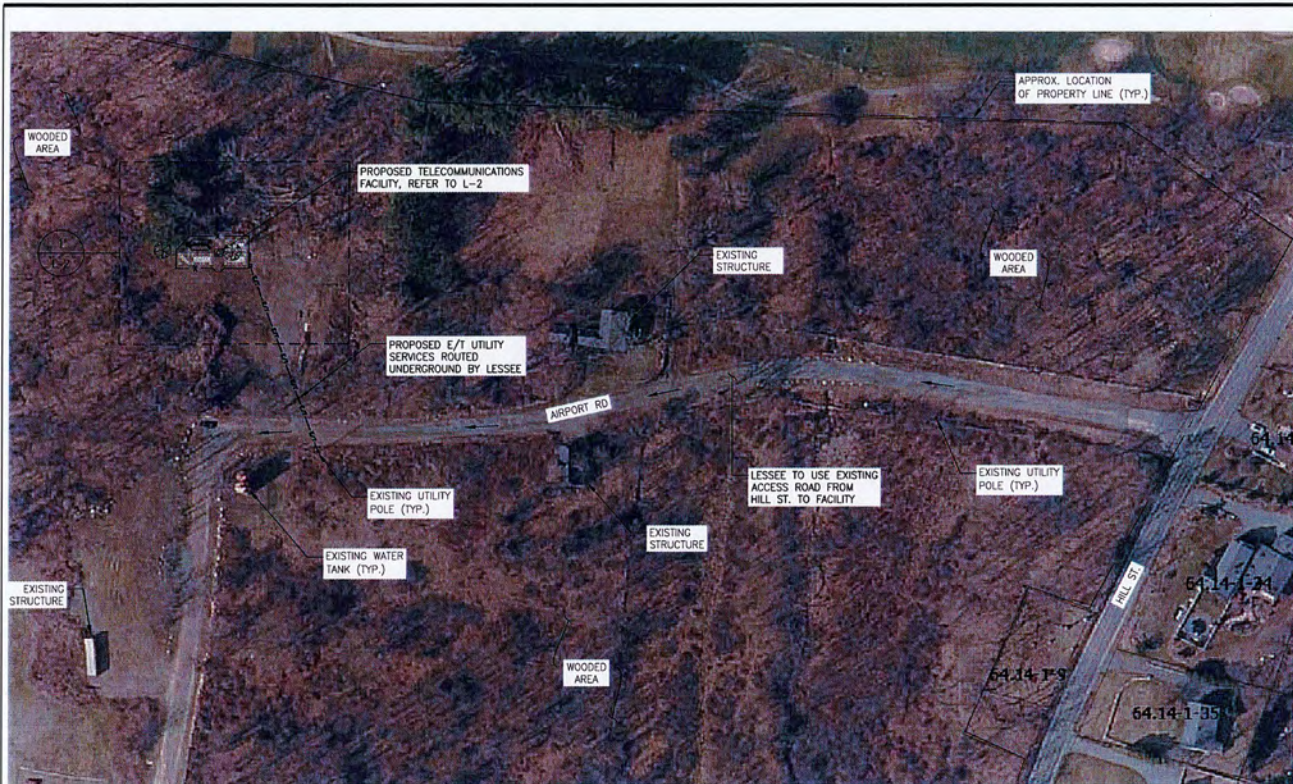 APPROX. LOCATION
OF PROPERTY LINE (TYP.)
WOODED
AREA
PROPOSED TELECOMMUNICATIONS
FACILITY, REFER TO L-2
EXISTING
STRUCTURE
WOODED
AREA
PROPOSED E/T UTILITY
SERVICES ROUTED
UNDERGROUND BY LESSEE
AIRPORT RD
LESSEE TO USE EXISTING
ACCESS ROAD FROM
HILL ST. TO FACILITY
EXISTING UTILITY
POLE (TYP.)
EXISTING UTILITY
POLE (TYP.)
EXISTING
STRUCTURE
EXISTING WATER
TANK (TYP.)
EXISTING
STRUCTURE
HILL ST.
64.14
64.14-1-34
WOODED
AREA
64.14-1-9
64.14-1-35